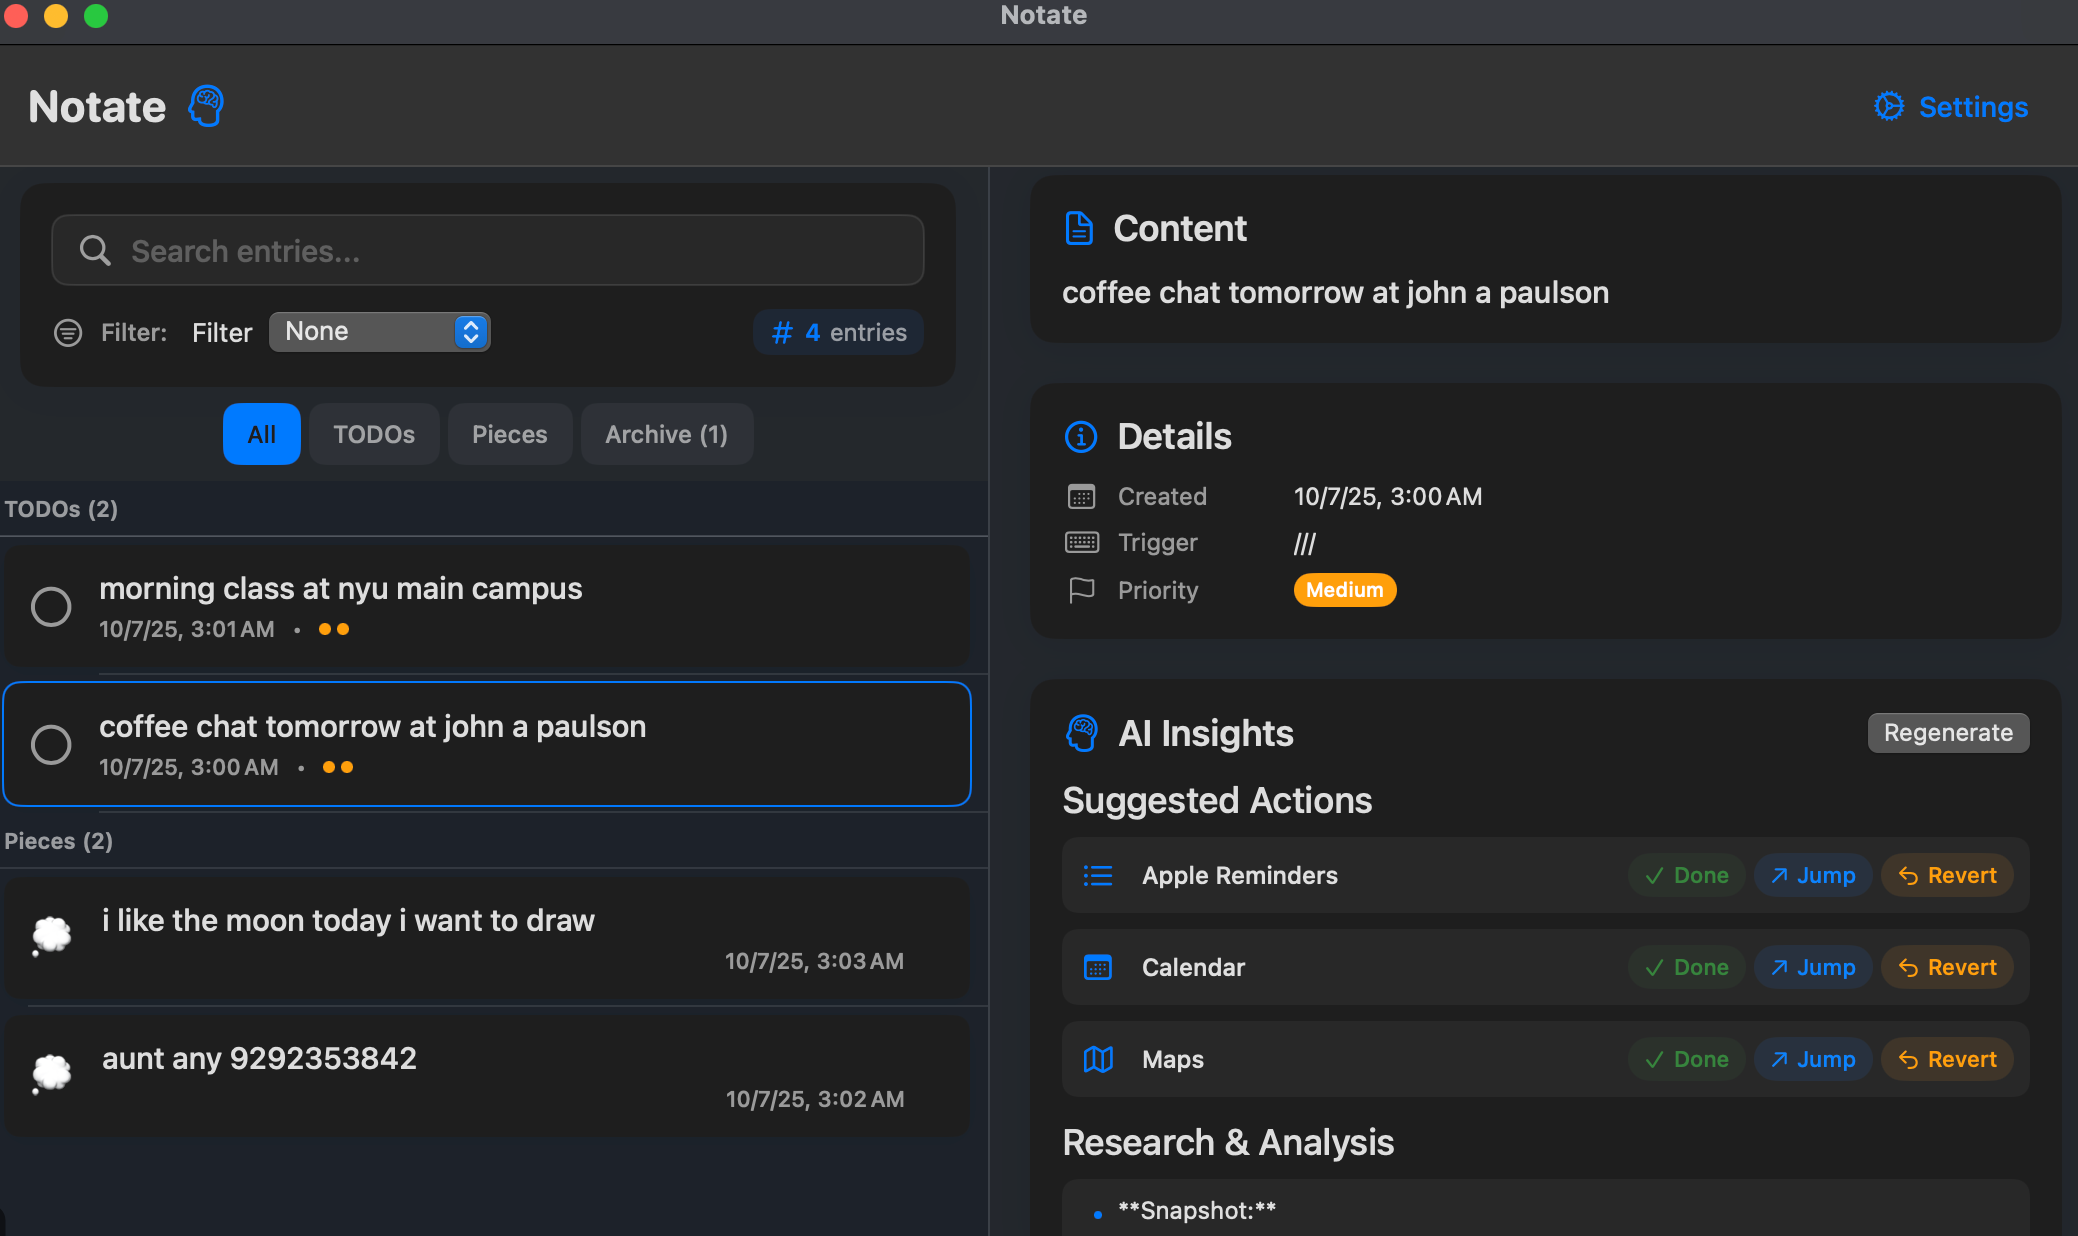 Notate
Notate
Settings
Search entries...
Filter: Filter None
# 4 entries
All TODOs Pieces Archive (1)
TODOs (2)
morning class at nyu main campus
10/7/25, 3:01 AM •
coffee chat tomorrow at john a paulson
10/7/25, 3:00 AM •
Pieces (2)
i like the moon today i want to draw
10/7/25, 3:03 AM
aunt any 9292353842
10/7/25, 3:02 AM
Content
coffee chat tomorrow at john a paulson
Details
Created 10/7/25, 3:00 AM
Trigger ///
Priority Medium
AI Insights Regenerate
Suggested Actions
Apple Reminders Done Jump Revert
Calendar Done Jump Revert
Maps Done Jump Revert
Research & Analysis
• **Snapshot:**